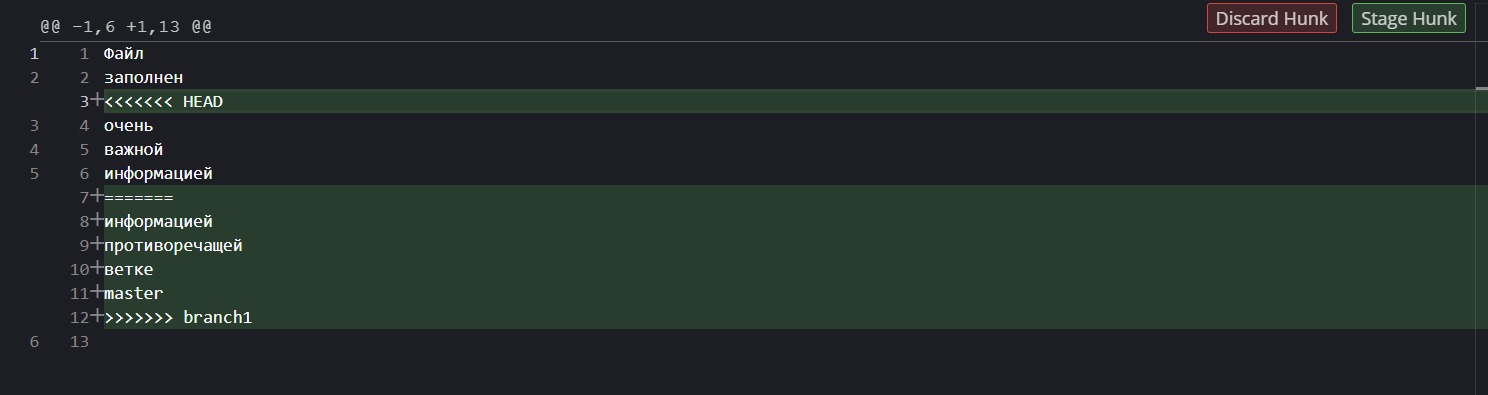 @@ -1,6 +1,13 @@ Discard Hunk Stage Hunk
1 1 Файл
2 2 заполнен
3+<<<<<<< HEAD
3 4 очень
4 5 важной
5 6 информацией
7+=======
8+информацией
9+противоречащей
10+ветке
11+master
12+>>>>>>> branch1
6 13